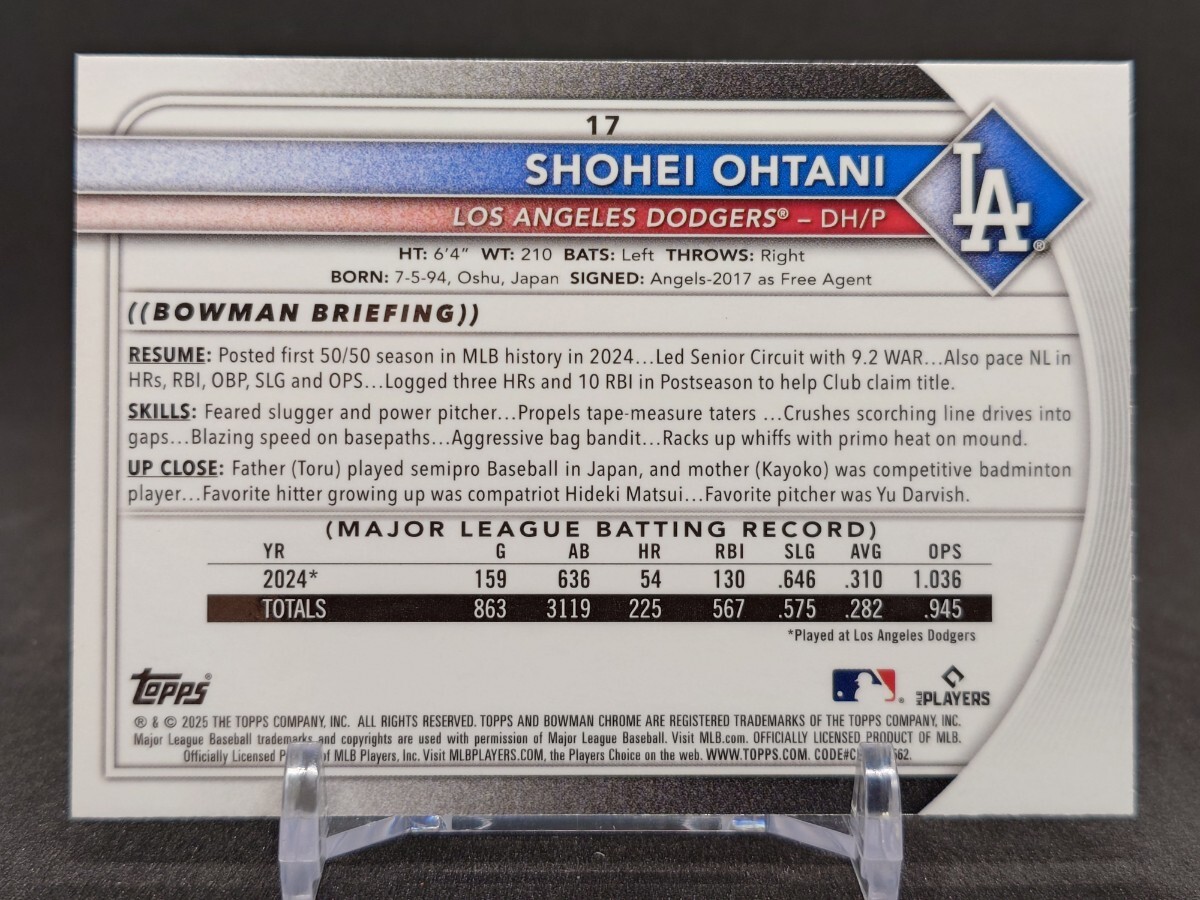 17
SHOHEI OHTANI
LOS ANGELES DODGERS® – DH/P
LA®
HT: 6'4" WT: 210 BATS: Left THROWS: Right
BORN: 7-5-94, Oshu, Japan SIGNED: Angels-2017 as Free Agent
((BOWMAN BRIEFING))
RESUME: Posted first 50/50 season in MLB history in 2024...Led Senior Circuit with 9.2 WAR...Also pace NL in
HRs, RBI, OBP, SLG and OPS...Logged three HRs and 10 RBI in Postseason to help Club claim title.
SKILLS: Feared slugger and power pitcher...Propels tape-measure taters ...Crushes scorching line drives into
gaps...Blazing speed on basepaths...Aggressive bag bandit...Racks up whiffs with primo heat on mound.
UP CLOSE: Father (Toru) played semipro Baseball in Japan, and mother (Kayoko) was competitive badminton
player...Favorite hitter growing up was compatriot Hideki Matsui...Favorite pitcher was Yu Darvish.
(MAJOR LEAGUE BATTING RECORD)
YR G AB HR RBI SLG AVG OPS
2024* 159 636 54 130 .646 .310 1.036
TOTALS 863 3119 225 567 .575 .282 .945
*Played at Los Angeles Dodgers
Topps®
MLB PLAYERS
® & © 2025 THE TOPPS COMPANY, INC. ALL RIGHTS RESERVED. TOPPS AND BOWMAN CHROME ARE REGISTERED TRADEMARKS OF THE TOPPS COMPANY, INC.
Major League Baseball trademarks and copyrights are used with permission of Major League Baseball. Visit MLB.com. OFFICIALLY LICENSED PRODUCT OF MLB.
Officially Licensed of MLB Players, Inc. Visit MLBPLAYERS.COM, the Players Choice on the web. WWW.TOPPS.COM.